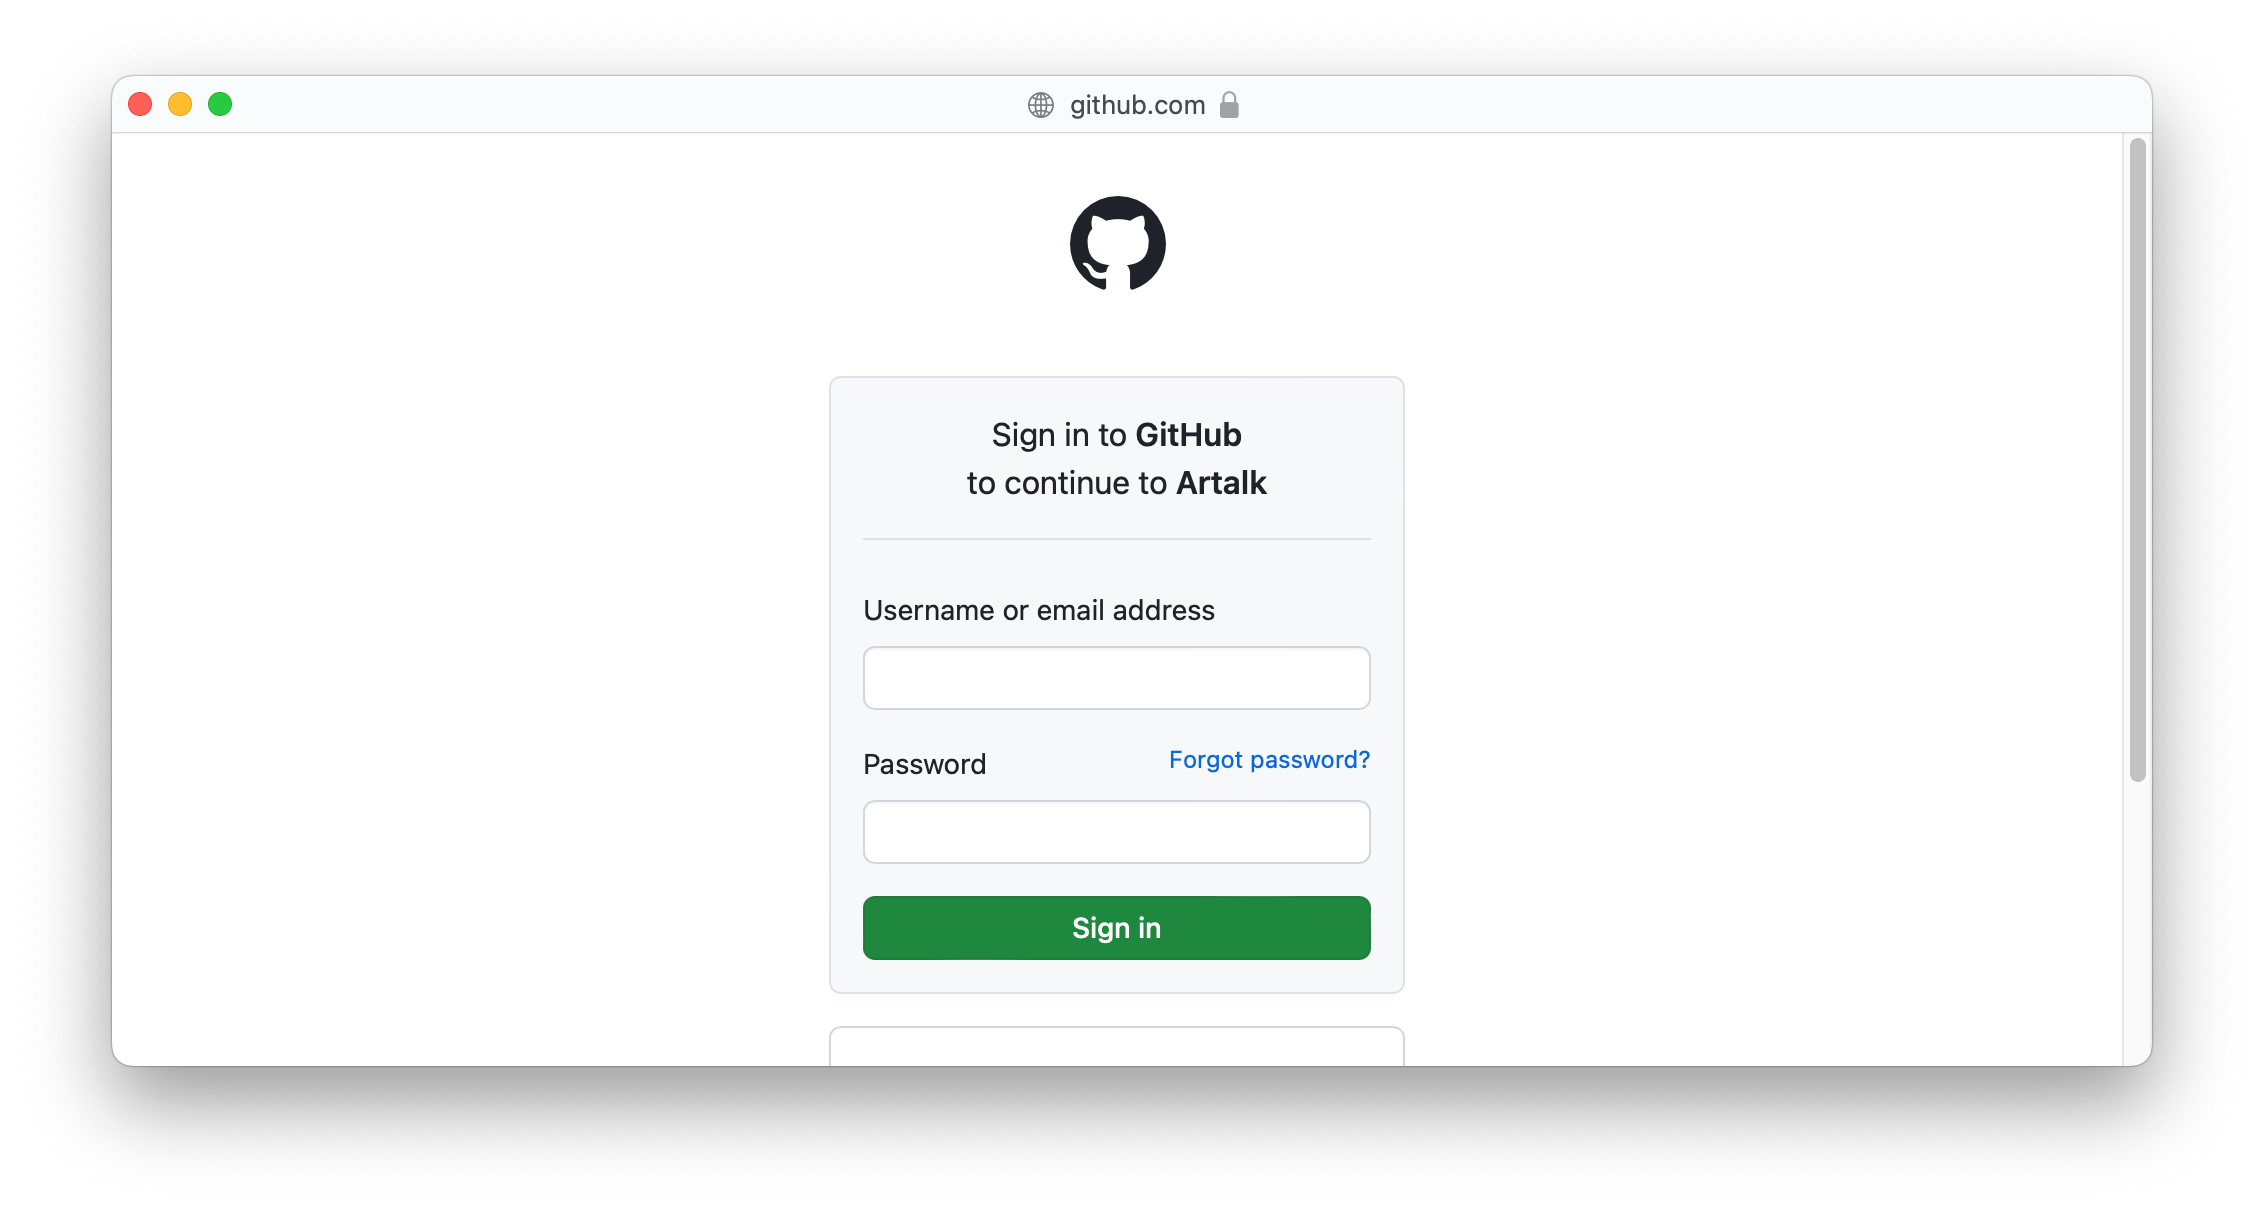 github.com
Sign in to GitHub
to continue to Artalk
Username or email address
Password
Forgot password?
Sign in